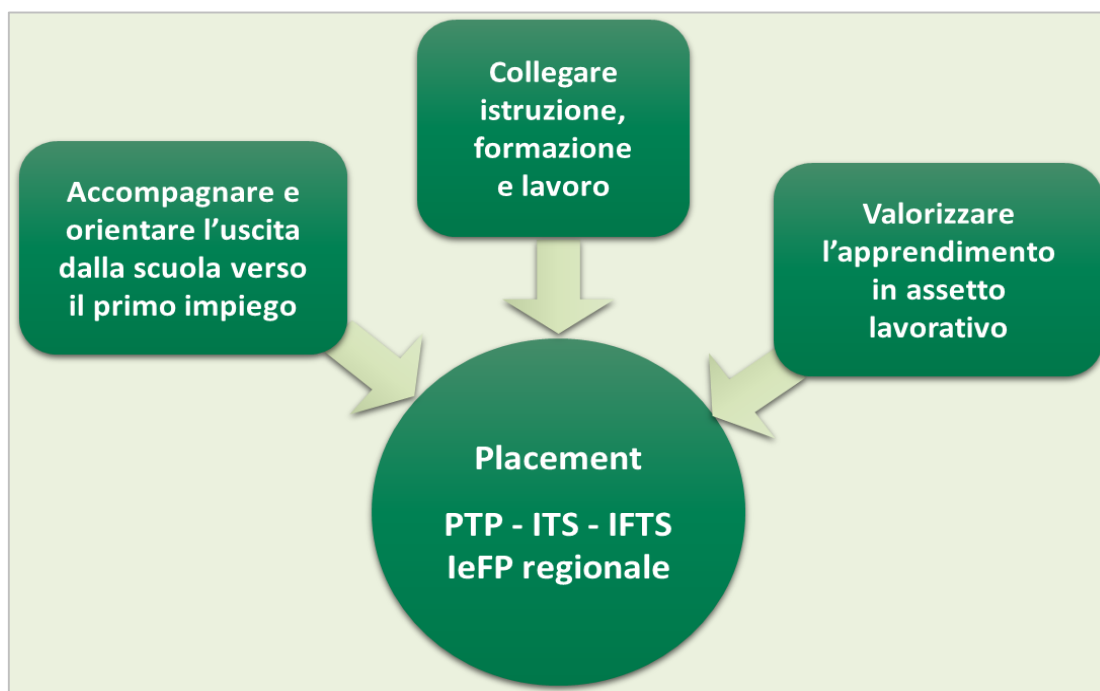 Collegare
istruzione,
formazione
e lavoro
Accompagnare e
orientare l’uscita
dalla scuola verso
il primo impiego
Valorizzare
l’apprendimento
in assetto
lavorativo
Placement
PTP - ITS - IFTS
IeFP regionale